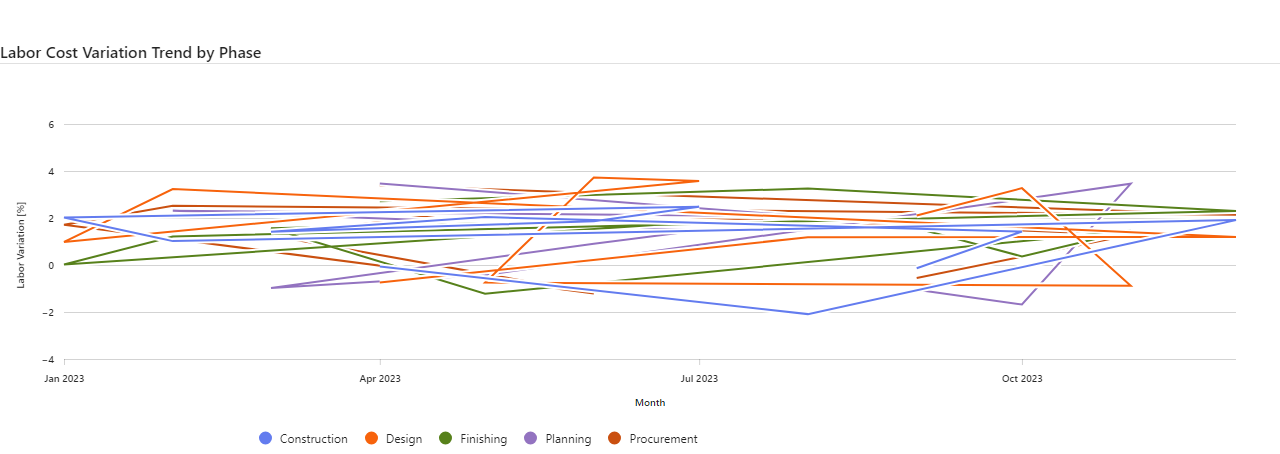 Labor Cost Variation Trend by Phase
6
4
2
0
−2
−4
Labor Variation [%]
Jan 2023
Apr 2023
Jul 2023
Oct 2023
Month
Construction
Design
Finishing
Planning
Procurement